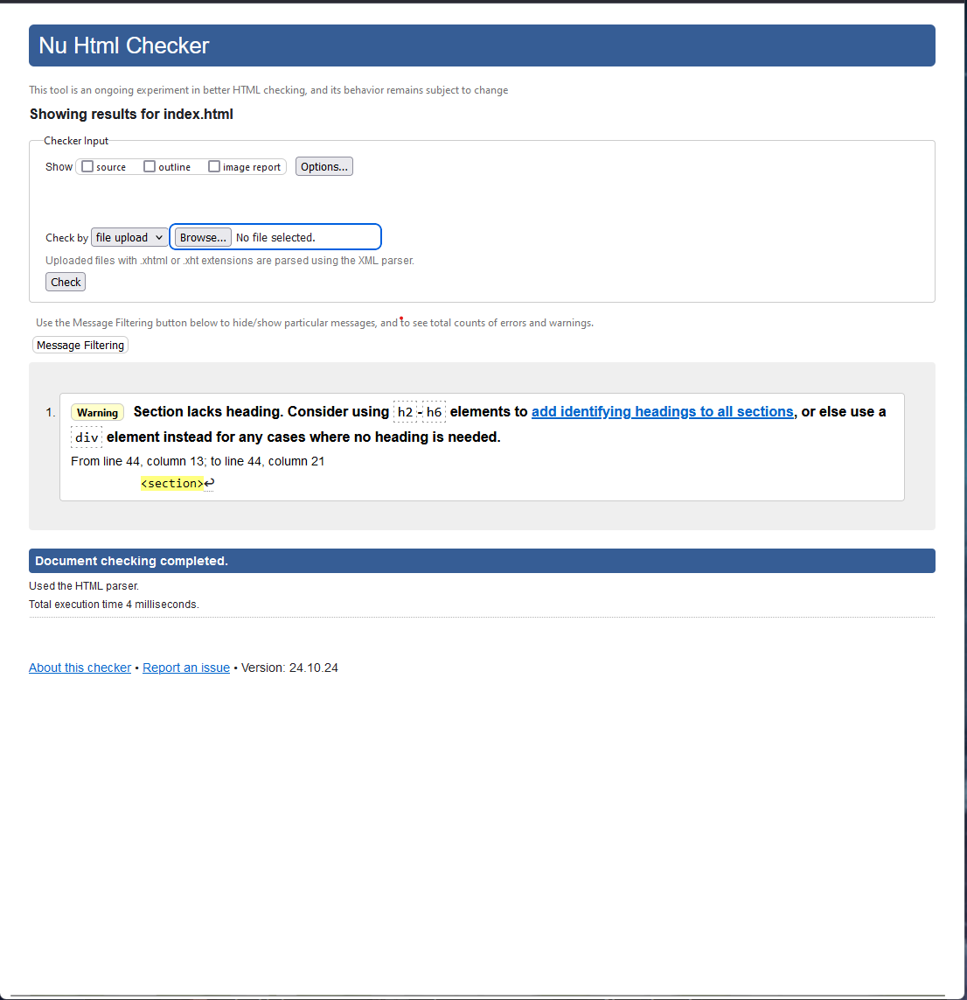 Nu Html Checker
This tool is an ongoing experiment in better HTML checking, and its behavior remains subject to change
Showing results for index.html
Checker Input
Show source outline image report Options...
Check by file upload Browse... No file selected.
Uploaded files with .xhtml or .xht extensions are parsed using the XML parser.
Check
Use the Message Filtering button below to hide/show particular messages, and to see total counts of errors and warnings.
Message Filtering
1. Warning Section lacks heading. Consider using h2-h6 elements to add identifying headings to all sections, or else use a
div element instead for any cases where no heading is needed.
From line 44, column 13; to line 44, column 21
<section>↩
Document checking completed.
Used the HTML parser.
Total execution time 4 milliseconds.
About this checker • Report an issue • Version: 24.10.24